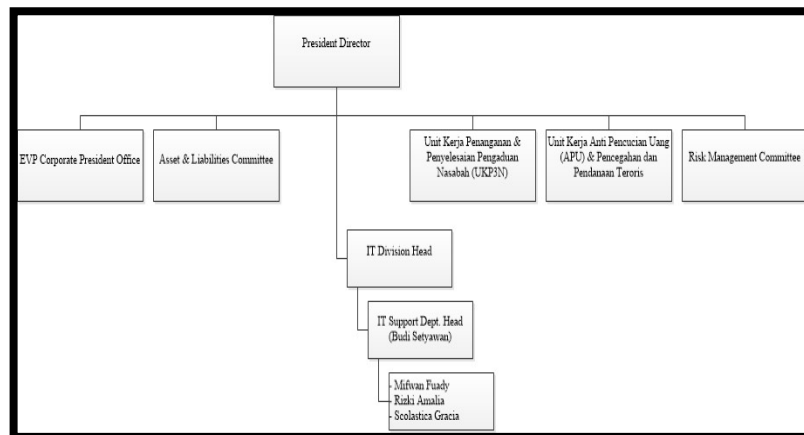 President Director
EVP Corporate President Office
Asset & Liabilities Committee
Unit Kerja Penanganan &
Penyelesaian Pengaduan
Nasabah (UKP3N)
Unit Kerja Anti Pencucian Uang
(APU) & Pencegahan dan
Pendanaan Teroris
Risk Management Committee
IT Division Head
IT Support Dept. Head
(Budi Setyawan)
- Mifwan Fuady
- Rizki Amalia
- Scolastica Gracia